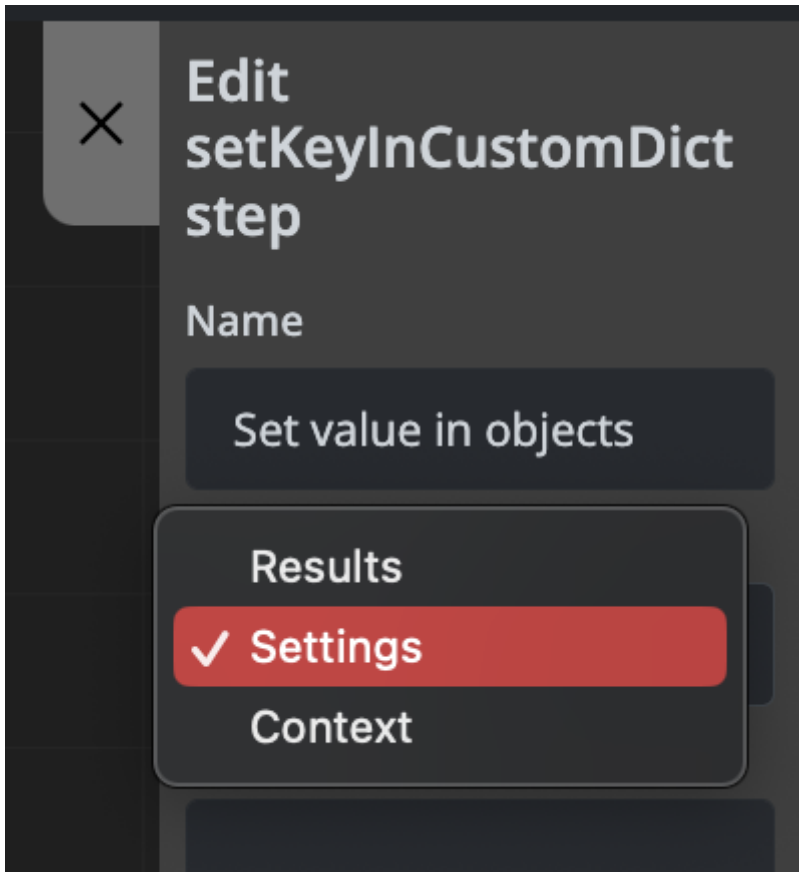 Edit
setKeyInCustomDict
step
Name
Set value in objects
Results
Settings
Context